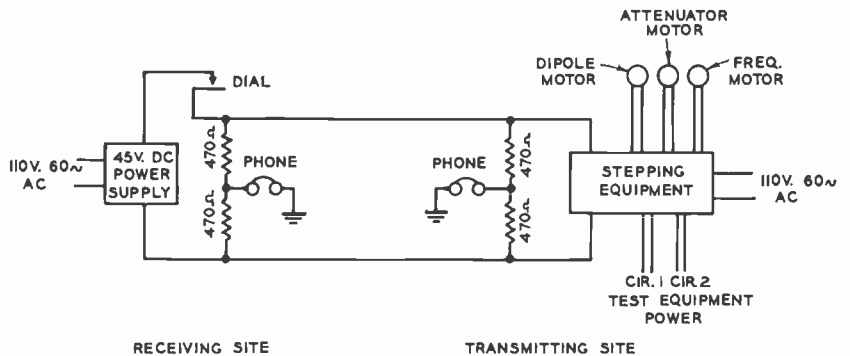 ATTENUATOR
MOTOR
DIPOLE
MOTOR
FREQ.
MOTOR
DIAL
110V. 60~
AC
45V. DC
POWER
SUPPLY
470Ω
470Ω
PHONE
PHONE
470Ω
470Ω
STEPPING
EQUIPMENT
110V. 60~
AC
CIR. 1 CIR. 2
TEST EQUIPMENT
POWER
RECEIVING SITE
TRANSMITTING SITE